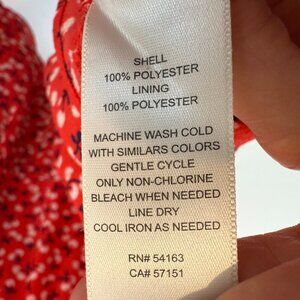 SHELL
100% POLYESTER
LINING
100% POLYESTER
MACHINE WASH COLD
WITH SIMILARS COLORS
GENTLE CYCLE
ONLY NON-CHLORINE
BLEACH WHEN NEEDED
LINE DRY
COOL IRON AS NEEDED
RN# 54163
CA# 57151